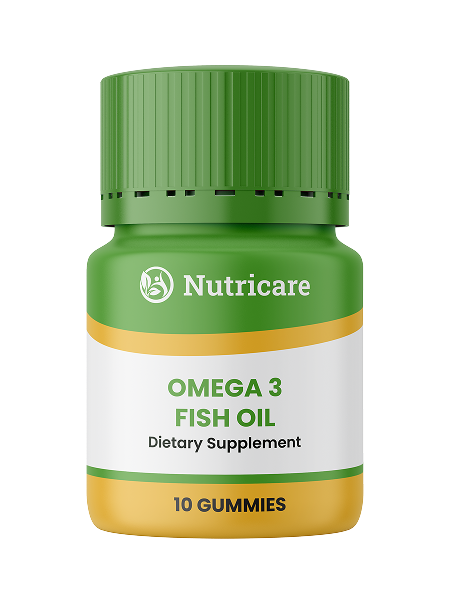 Nutricare
OMEGA 3
FISH OIL
Dietary Supplement
10 GUMMIES